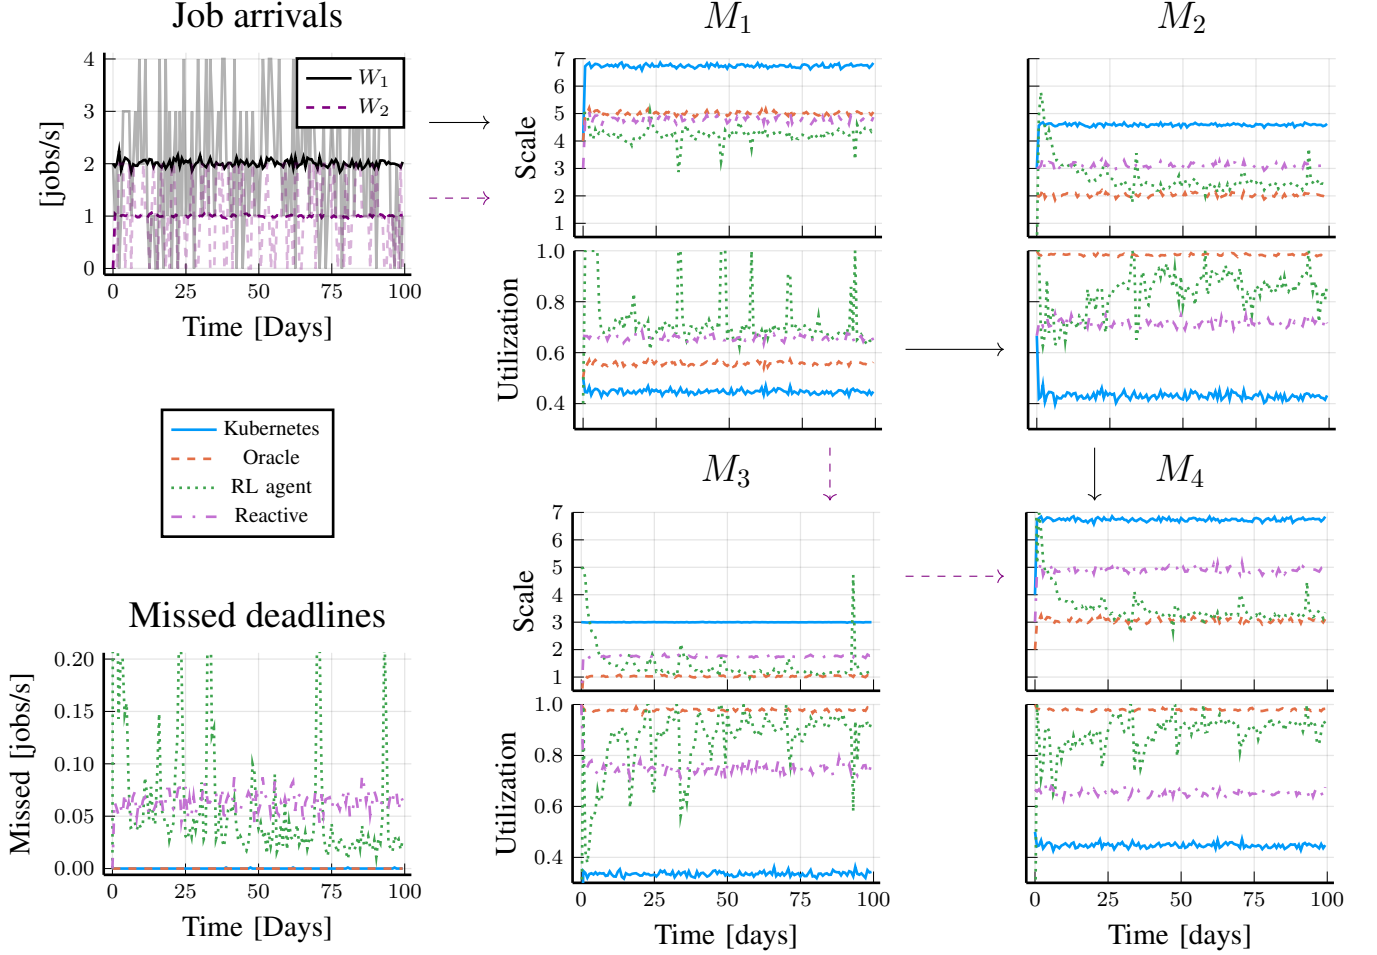 Job arrivals
M₁
M₂
[jobs/s]
4
3
2
1
0
W₁
W₂
0 25 50 75 100
Time [Days]
Scale
7
6
5
4
3
2
1
Utilization
1.0
0.8
0.6
0.4
Kubernetes
Oracle
RL agent
Reactive
M₃
M₄
Scale
7
6
5
4
3
2
1
Utilization
1.0
0.8
0.6
0.4
0 25 50 75 100
Time [days]
0 25 50 75 100
Time [days]
Missed deadlines
Missed [jobs/s]
0.20
0.15
0.10
0.05
0.00
0 25 50 75 100
Time [Days]